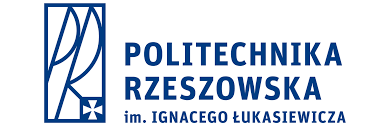 POLITECHNIKA
RZESZOWSKA
im. IGNACEGO ŁUKASIEWICZA